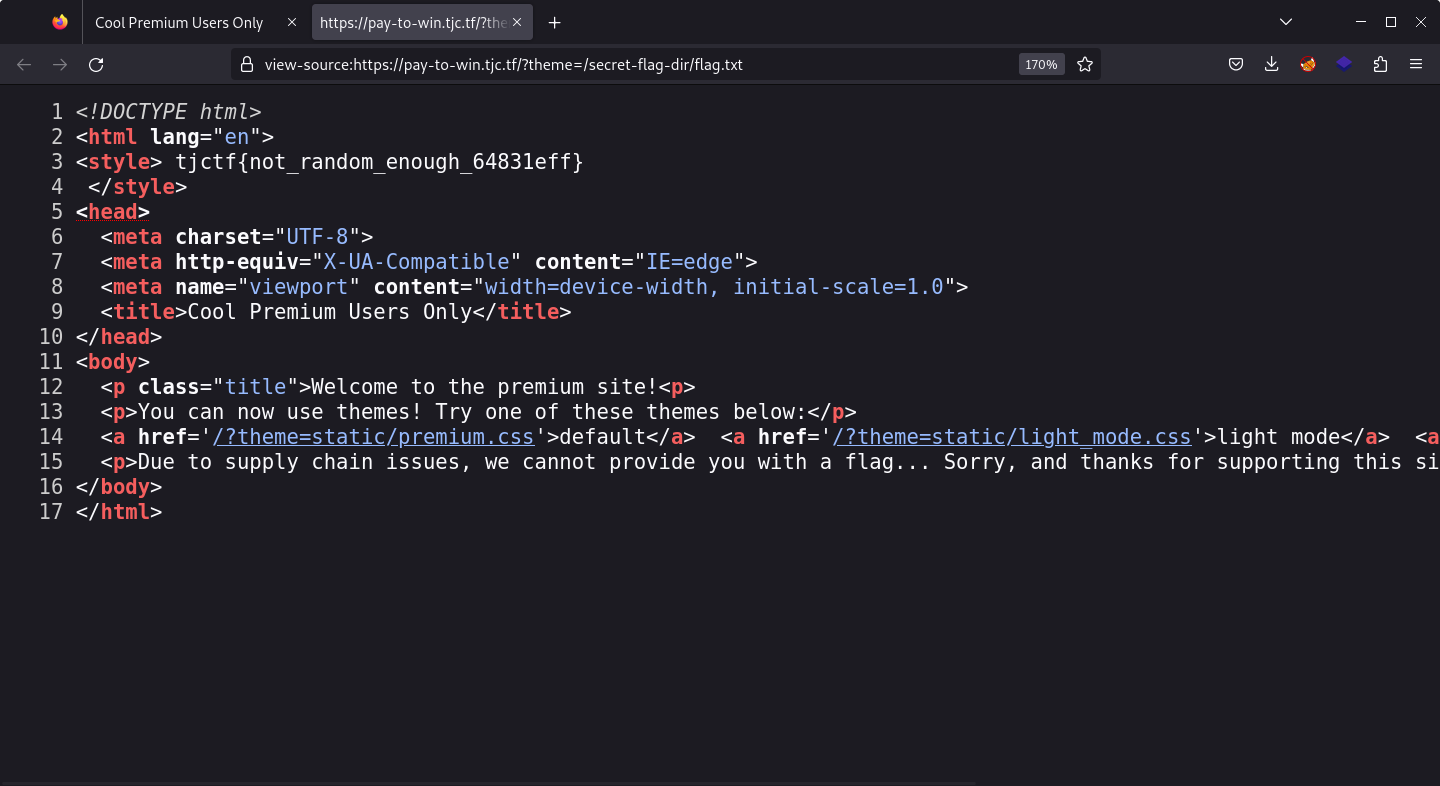 Cool Premium Users Only
https://pay-to-win.tjc.tf/?the
view-source:https://pay-to-win.tjc.tf/?theme=/secret-flag-dir/flag.txt
170%
1 <!DOCTYPE html>
2 <html lang="en">
3 <style> tjctf{not_random_enough_64831eff}
4  </style>
5 <head>
6   <meta charset="UTF-8">
7   <meta http-equiv="X-UA-Compatible" content="IE=edge">
8   <meta name="viewport" content="width=device-width, initial-scale=1.0">
9   <title>Cool Premium Users Only</title>
10 </head>
11 <body>
12   <p class="title">Welcome to the premium site!<p>
13   <p>You can now use themes! Try one of these themes below:</p>
14   <a href='/?theme=static/premium.css'>default</a>  <a href='/?theme=static/light_mode.css'>light mode</a>  <a
15   <p>Due to supply chain issues, we cannot provide you with a flag... Sorry, and thanks for supporting this si
16 </body>
17 </html>